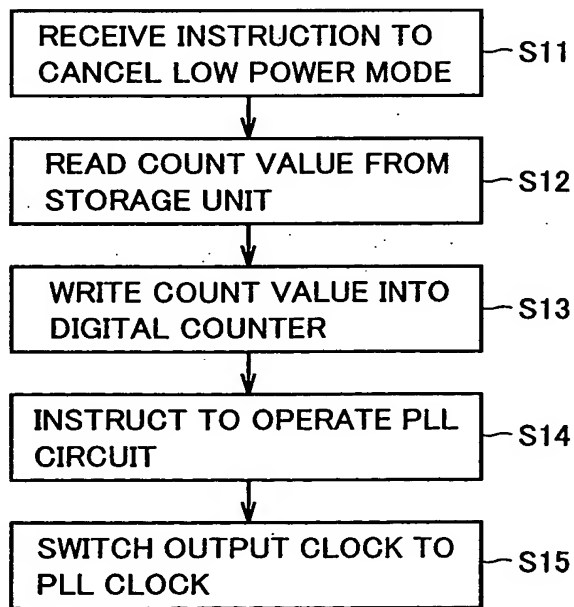 RECEIVE INSTRUCTION TO
CANCEL LOW POWER MODE
S11
READ COUNT VALUE FROM
STORAGE UNIT
S12
WRITE COUNT VALUE INTO
DIGITAL COUNTER
S13
INSTRUCT TO OPERATE PLL
CIRCUIT
S14
SWITCH OUTPUT CLOCK TO
PLL CLOCK
S15